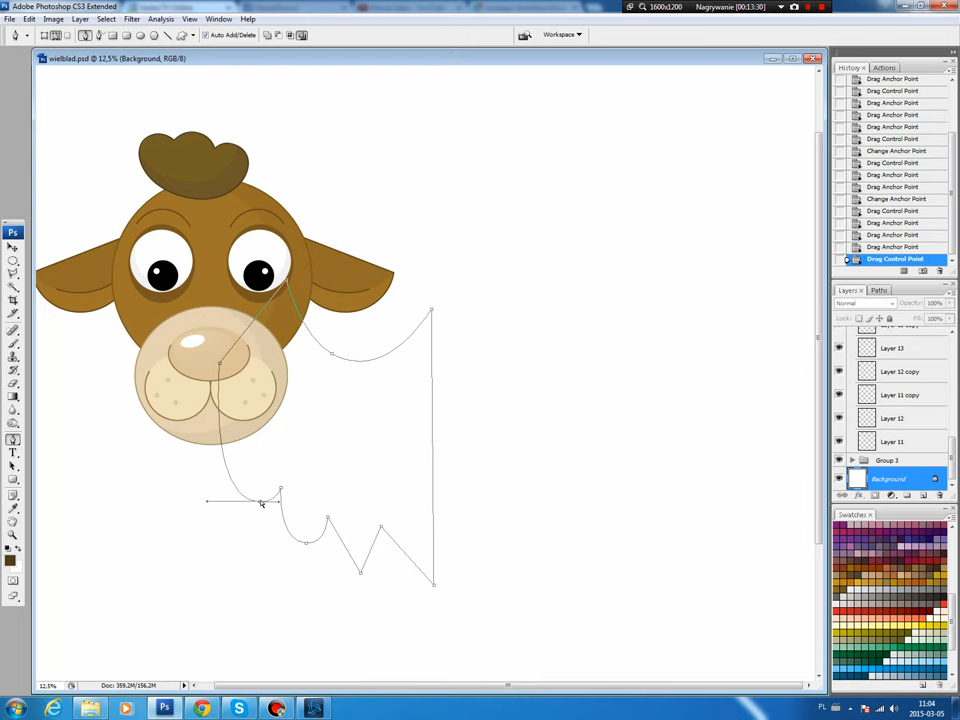 Adobe Photoshop CS3 Extended
1600x1200 Nagrywanie [00:13:30]
File Edit Image Layer Select Filter Analysis View Window Help
Auto Add/Delete
Workspace
wielblad.psd @ 12,5% (Background, RGB/8)
History Actions
Drag Anchor Point
Drag Control Point
Drag Anchor Point
Drag Anchor Point
Drag Anchor Point
Drag Control Point
Change Anchor Point
Drag Control Point
Drag Anchor Point
Drag Anchor Point
Change Anchor Point
Drag Control Point
Drag Anchor Point
Drag Anchor Point
Drag Anchor Point
Drag Control Point
Layers Paths
Normal Opacity: 100%
Lock: Fill: 100%
Layer 13
Layer 12 copy
Layer 11 copy
Layer 12
Layer 11
Group 3
Background
Swatches
Ps
T
12,5% Doc: 359,2M/156,2M
PL 11:04
2015-03-05